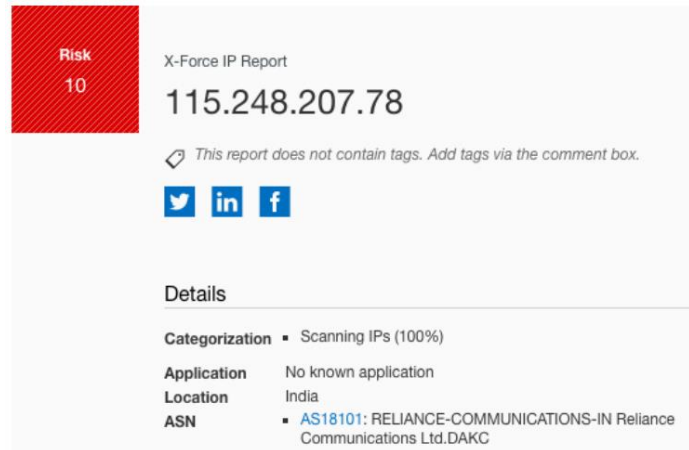 Risk
10
X-Force IP Report
115.248.207.78
This report does not contain tags. Add tags via the comment box.
Details
Categorization ▪ Scanning IPs (100%)
Application No known application
Location India
ASN ▪ AS18101: RELIANCE-COMMUNICATIONS-IN Reliance
Communications Ltd.DAKC